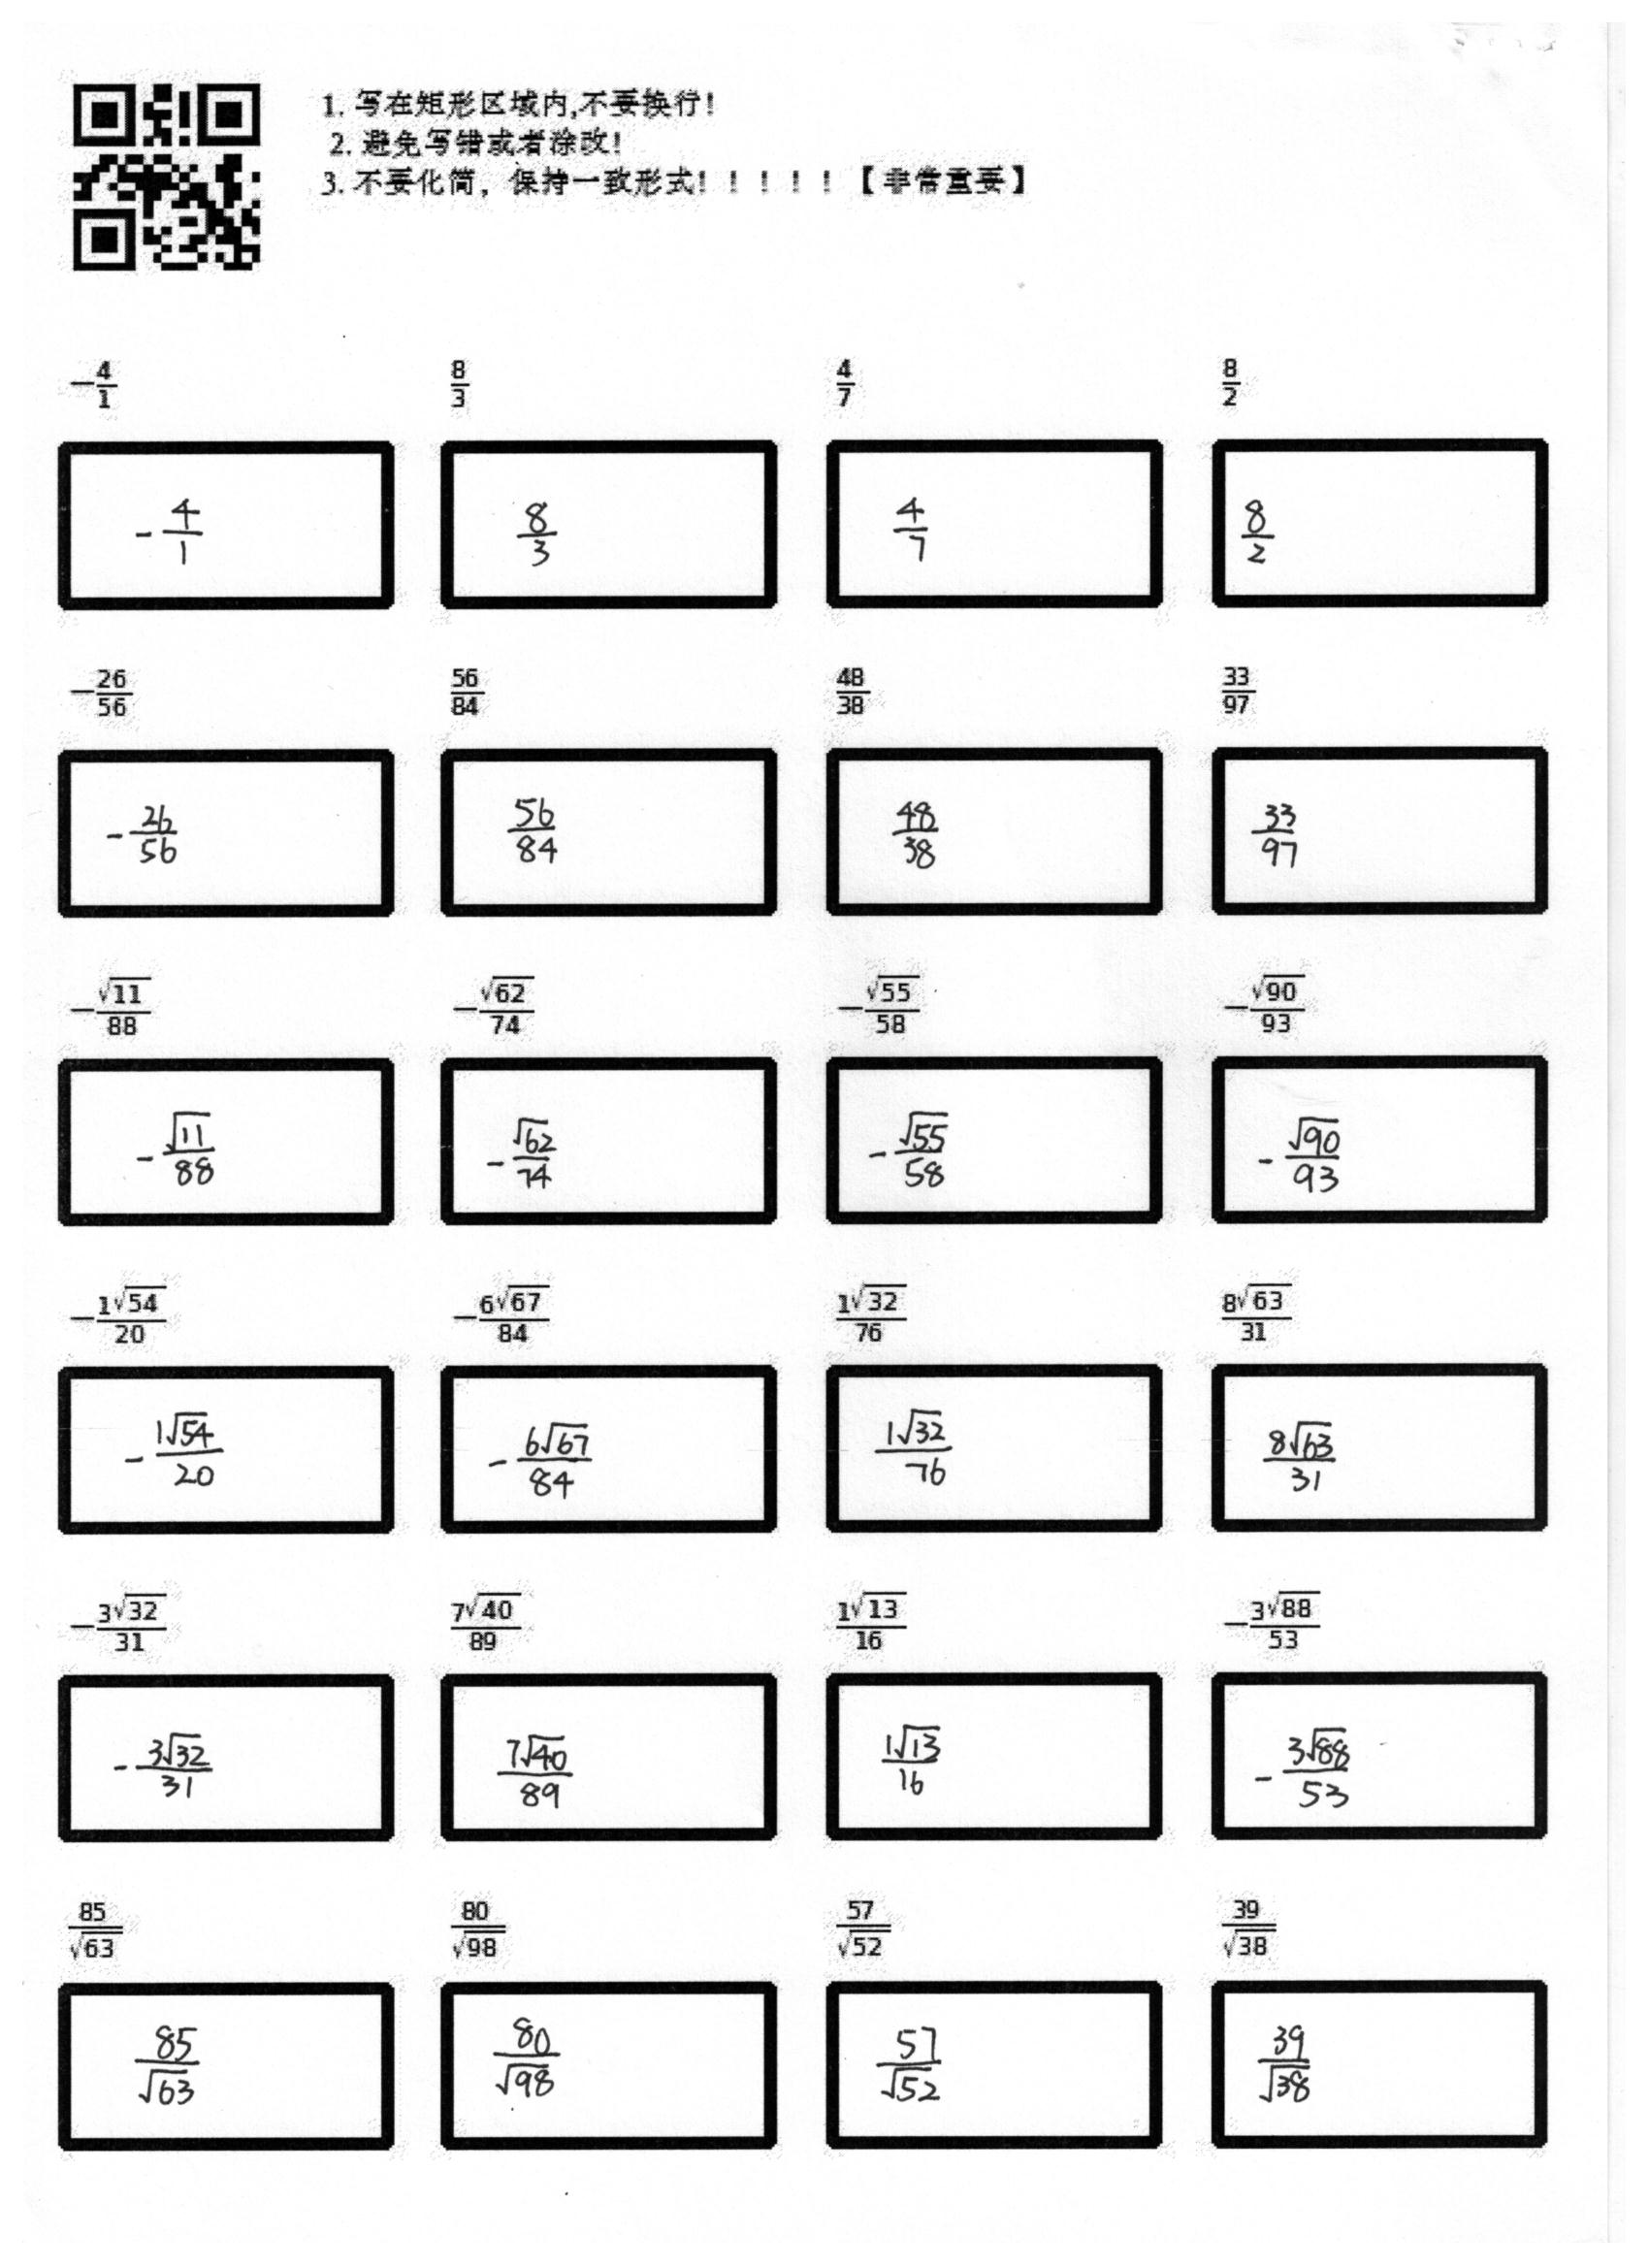 1. 写在矩形区域内,不要换行!
2. 避免写错或者涂改!
3. 不要化简，保持一致形式！！！！！【非常重要】
-\frac{4}{1} \frac{8}{3} \frac{4}{7} \frac{8}{2}
-\frac{4}{1} \frac{8}{3} \frac{4}{7} \frac{8}{2}
-\frac{26}{56} \frac{56}{84} \frac{48}{38} \frac{33}{97}
-\frac{26}{56} \frac{56}{84} \frac{48}{38} \frac{33}{97}
-\frac{\sqrt{11}}{88} -\frac{\sqrt{62}}{74} -\frac{\sqrt{55}}{58} -\frac{\sqrt{90}}{93}
-\frac{\sqrt{11}}{88} -\frac{\sqrt{62}}{74} -\frac{\sqrt{55}}{58} -\frac{\sqrt{90}}{93}
-\frac{1\sqrt{54}}{20} -\frac{6\sqrt{67}}{84} \frac{1\sqrt{32}}{76} \frac{8\sqrt{63}}{31}
-\frac{1\sqrt{54}}{20} -\frac{6\sqrt{67}}{84} \frac{1\sqrt{32}}{76} \frac{8\sqrt{63}}{31}
-\frac{3\sqrt{32}}{31} \frac{7\sqrt{40}}{89} \frac{1\sqrt{13}}{16} -\frac{3\sqrt{88}}{53}
-\frac{3\sqrt{32}}{31} \frac{7\sqrt{40}}{89} \frac{1\sqrt{13}}{16} -\frac{3\sqrt{88}}{53}
\frac{85}{\sqrt{63}} \frac{80}{\sqrt{98}} \frac{57}{\sqrt{52}} \frac{39}{\sqrt{38}}
\frac{85}{\sqrt{63}} \frac{80}{\sqrt{98}} \frac{57}{\sqrt{52}} \frac{39}{\sqrt{38}}